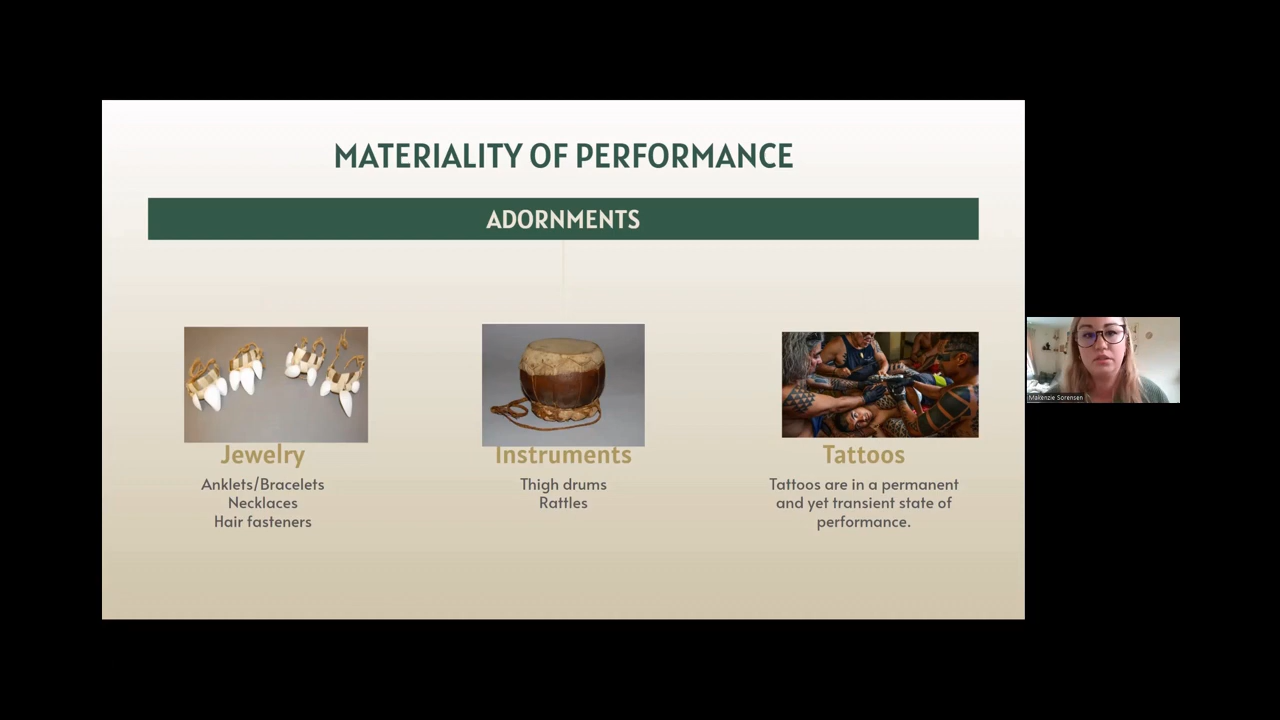 MATERIALITY OF PERFORMANCE
ADORNMENTS
Jewelry
Anklets/Bracelets
Necklaces
Hair fasteners
Instruments
Thigh drums
Rattles
Tattoos
Tattoos are in a permanent
and yet transient state of
performance.
Makenzie Sorensen